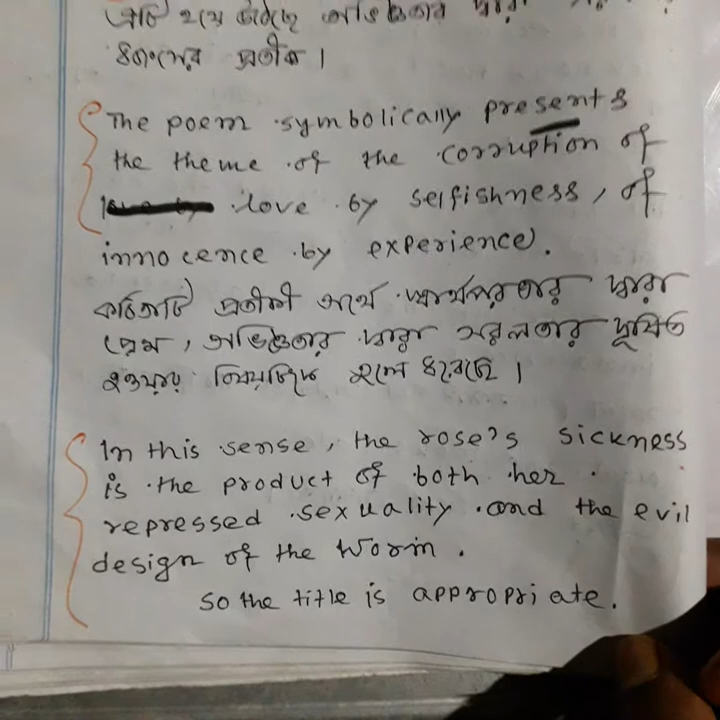 হয়ে উঠেছে অভিজ্ঞতার দ্বারা
ধ্বংসের প্রতীক।
The poem symbolically presents
the theme of the corruption of
love by selfishness, of
innocence by experience.
কবিতাটি প্রতীকী অর্থে স্বার্থপরতার দ্বারা
প্রেম, অভিজ্ঞতার দ্বারা সরলতার দূষিত
হওয়ার বিষয়টিকে তুলে ধরেছে।
In this sense, the rose's sickness
is the product of both her
repressed sexuality and the evil
design of the worm.
So the title is appropriate.